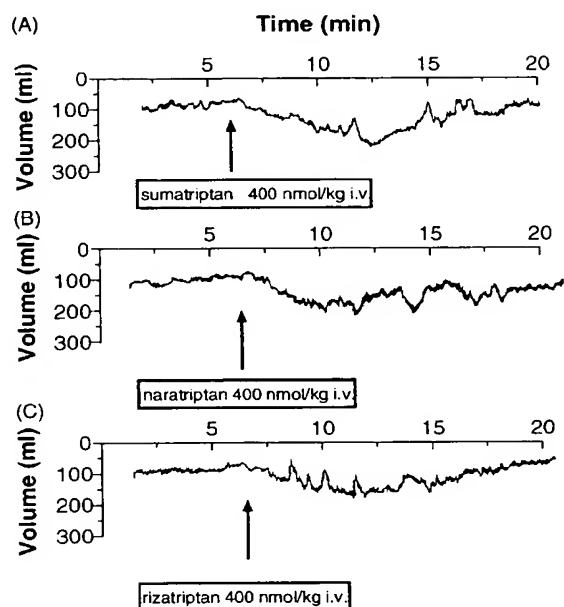 (A)
Time (min)
5 10 15 20
Volume (ml)
0
100
200
300
sumatriptan 400 nmol/kg i.v.
(B)
5 10 15 20
Volume (ml)
0
100
200
300
naratriptan 400 nmol/kg i.v.
(C)
5 10 15 20
Volume (ml)
0
100
200
300
rizatriptan 400 nmol/kg i.v.